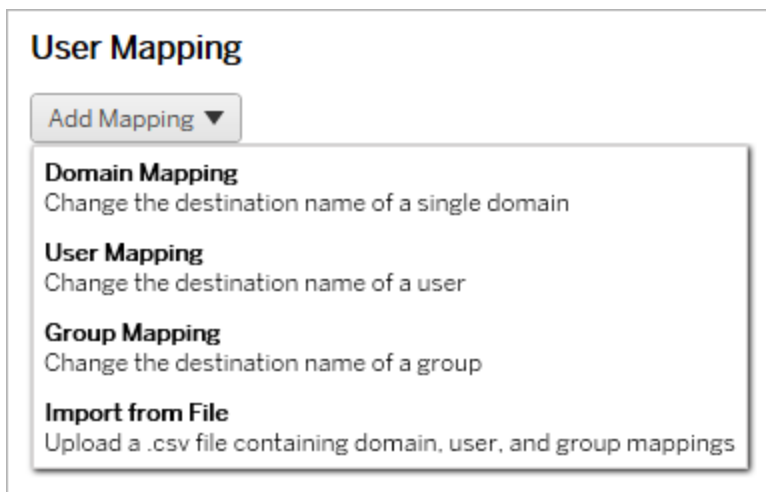 User Mapping
Add Mapping ▼
Domain Mapping
Change the destination name of a single domain
User Mapping
Change the destination name of a user
Group Mapping
Change the destination name of a group
Import from File
Upload a .csv file containing domain, user, and group mappings